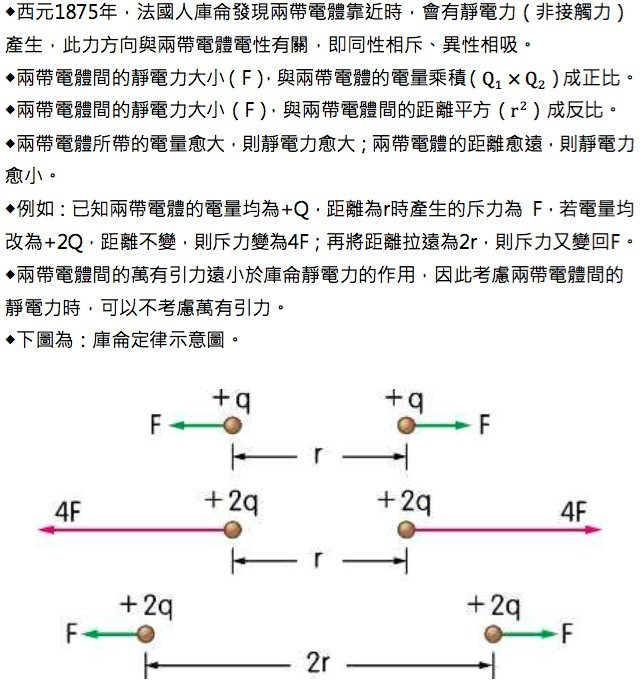 ◆西元1875年，法國人庫侖發現兩帶電體靠近時，會有靜電力（非接觸力）
產生，此力方向與兩帶電體電性有關，即同性相斥、異性相吸。
◆兩帶電體間的靜電力大小（F），與兩帶電體的電量乘積（Q₁×Q₂）成正比。
◆兩帶電體間的靜電力大小（F），與兩帶電體間的距離平方（r²）成反比。
◆兩帶電體所帶的電量愈大，則靜電力愈大；兩帶電體的距離愈遠，則靜電力
愈小。
◆例如：已知兩帶電體的電量均為+Q，距離為r時產生的斥力為 F，若電量均
改為+2Q，距離不變，則斥力變為4F；再將距離拉遠為2r，則斥力又變回F。
◆兩帶電體間的萬有引力遠小於庫侖靜電力的作用，因此考慮兩帶電體間的
靜電力時，可以不考慮萬有引力。
◆下圖為：庫侖定律示意圖。
+q +q
F F
r
+2q +2q
4F 4F
r
+2q +2q
F F
2r